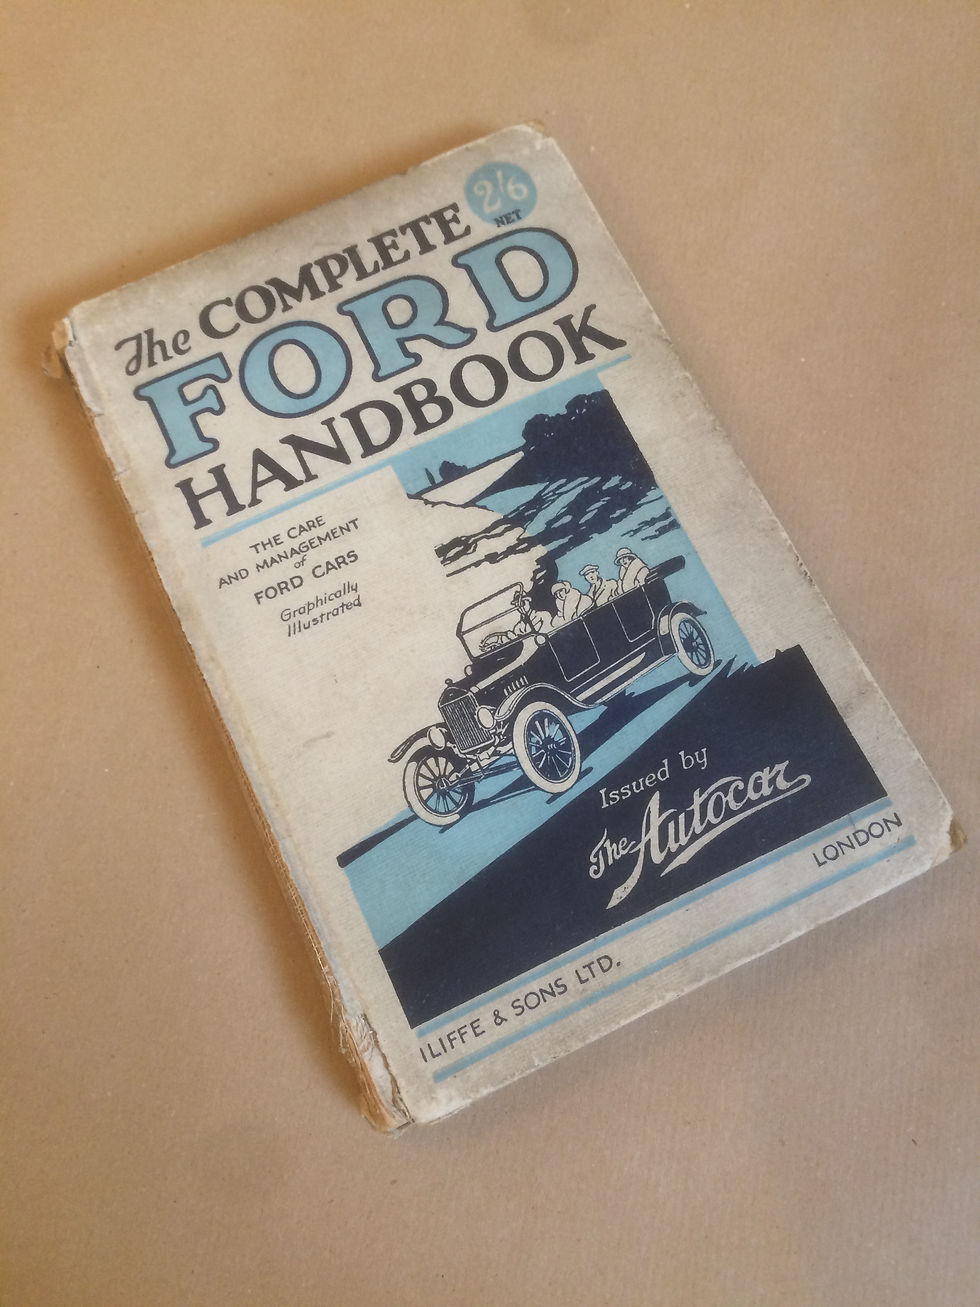 2/6
NET
The COMPLETE
FORD
HANDBOOK
THE CARE
AND MANAGEMENT
of
FORD CARS
Graphically
Illustrated
Issued by
The Autocar
ILIFFE & SONS LTD.
LONDON